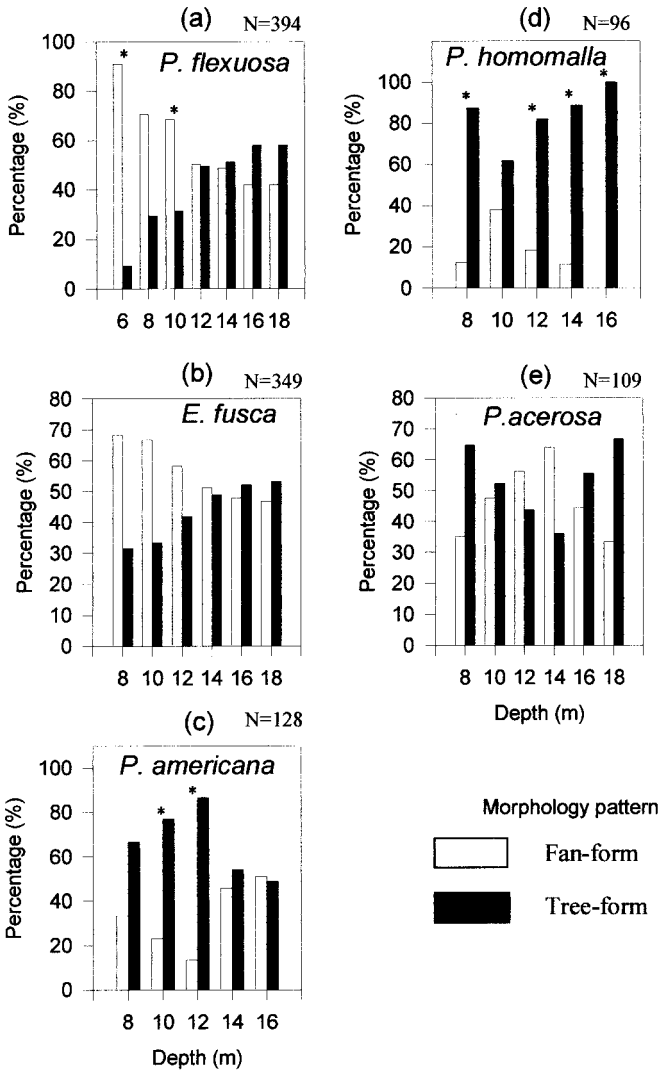 (a) N=394
P. flexuosa
Percentage (%)
100
80
60
40
20
0
* *
6 8 10 12 14 16 18
(b) N=349
E. fusca
Percentage (%)
80
70
60
50
40
30
20
10
0
8 10 12 14 16 18
(c) N=128
P. americana
Percentage (%)
100
80
60
40
20
0
* *
8 10 12 14 16
Depth (m)
(d) N=96
P. homomalla
Percentage (%)
100
80
60
40
20
0
* * * *
8 10 12 14 16
(e) N=109
P.acerosa
Percentage (%)
80
70
60
50
40
30
20
10
0
8 10 12 14 16 18
Depth (m)
Morphology pattern
Fan-form
Tree-form